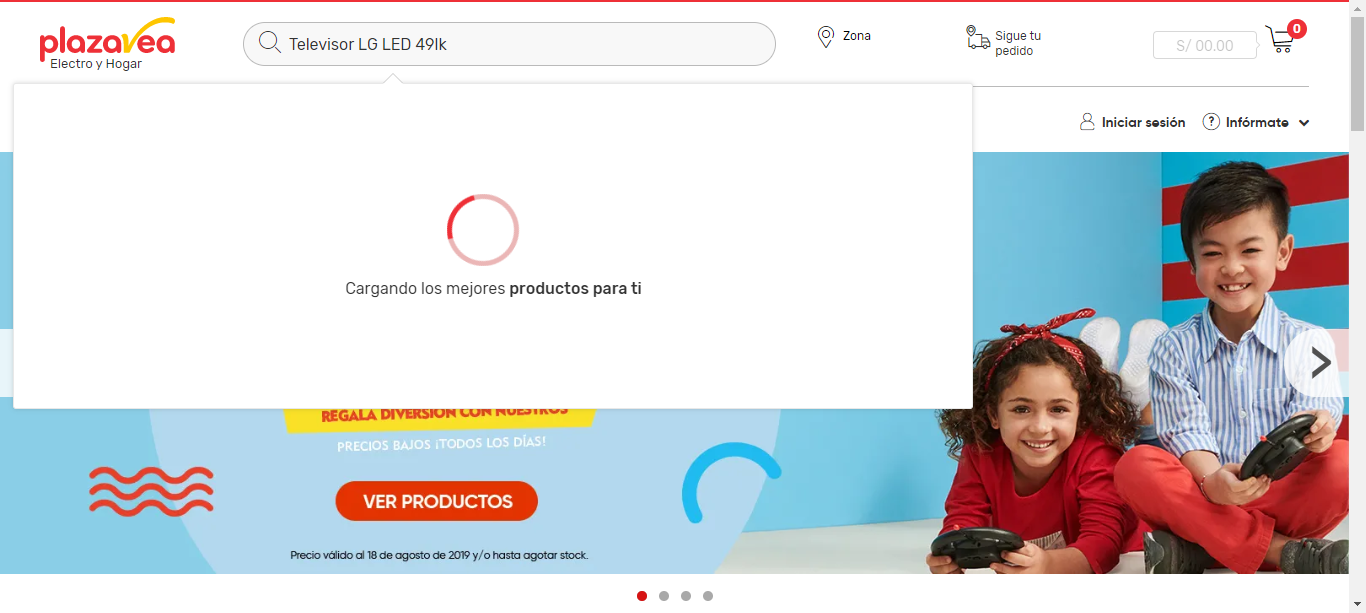 plazavea
Electro y Hogar
Televisor LG LED 49lk
Zona
Sigue tu
pedido
S/ 00.00
0
Iniciar sesión
? Infórmate
Cargando los mejores productos para ti
REGALA DIVERSIÓN CON NUESTROS
PRECIOS BAJOS ¡TODOS LOS DÍAS!
VER PRODUCTOS
Precio válido al 18 de agosto de 2019 y/o hasta agotar stock.